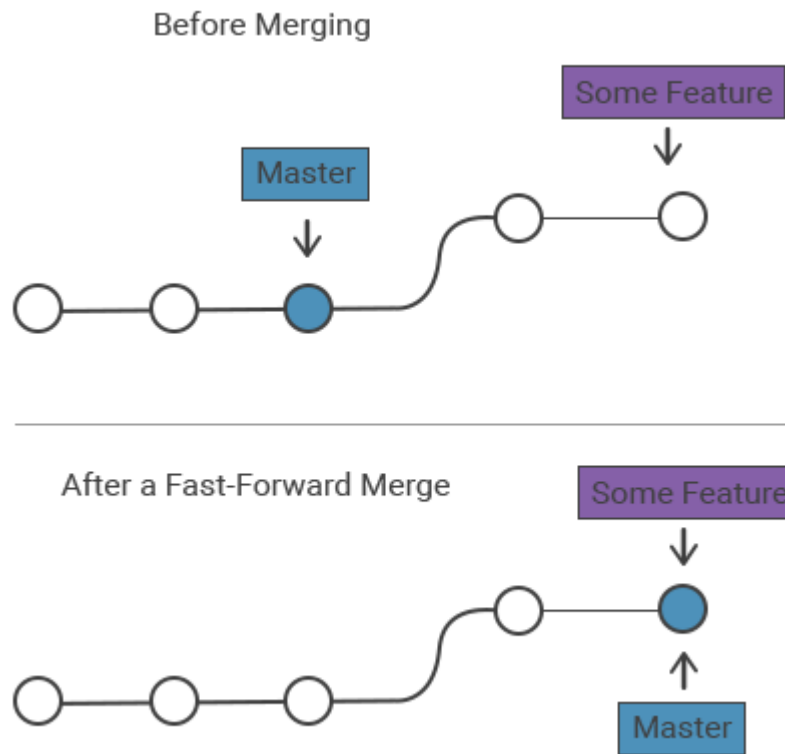 Before Merging
Some Feature
Master
After a Fast-Forward Merge
Some Feature
Master